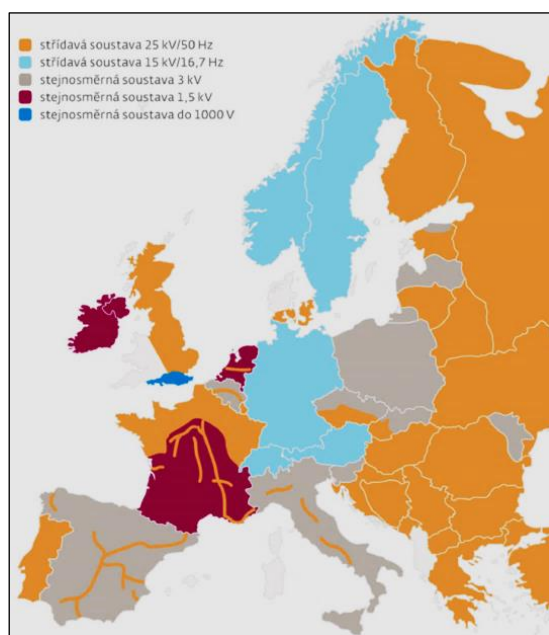 střídavá soustava 25 kV/50 Hz
střídavá soustava 15 kV/16,7 Hz
stejnosměrná soustava 3 kV
stejnosměrná soustava 1,5 kV
stejnosměrná soustava do 1000 V